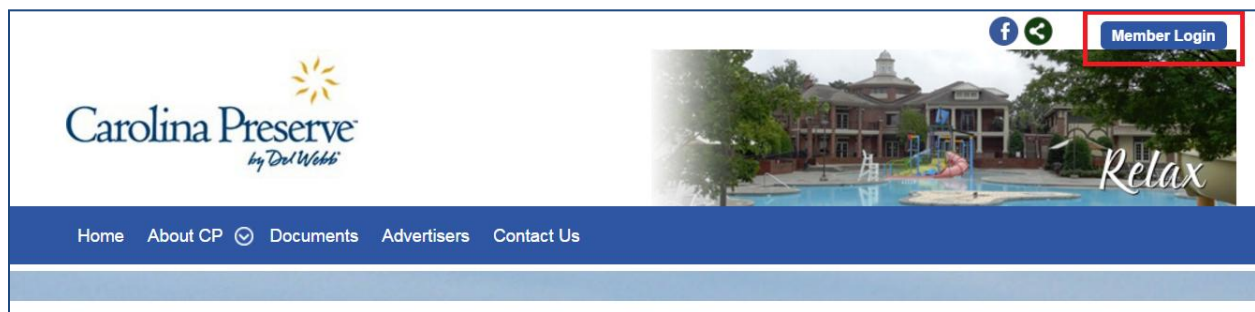 Member Login
Carolina Preserve
by Del Webb
Relax
Home About CP Documents Advertisers Contact Us